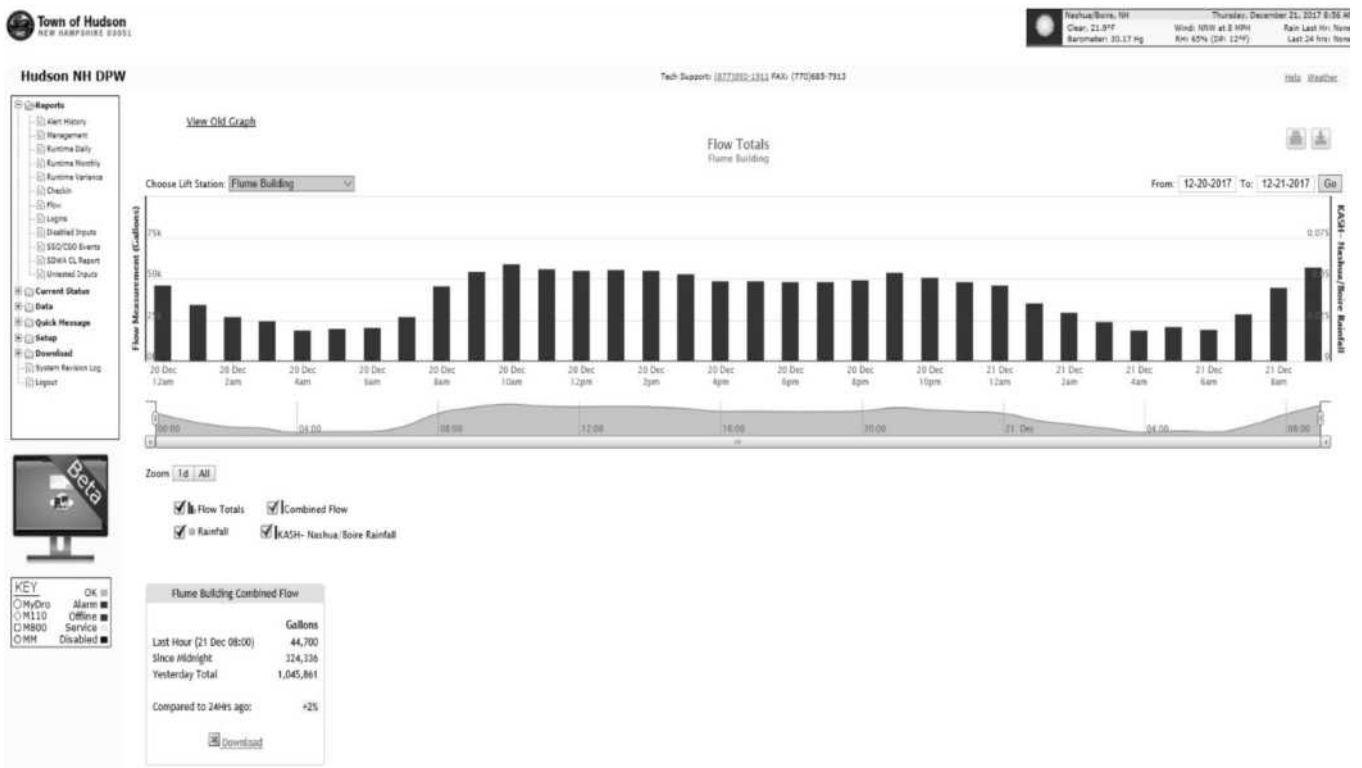 Town of Hudson
NEW HAMPSHIRE 03051
Nashua/Boire, NH Thursday, December 21, 2017 8:56 AM
Clear, 21.9°F Wind: NNW at 8 MPH Rain Last Hr: None
Barometer: 30.17 Hg RH: 65% (DP: 12°F) Last 24 hrs: None
Hudson NH DPW
Tech Support: FAX: (770)685-7913
Help Weather
Reports
Alert History
Management
Runtime Daily
Runtime Monthly
Runtime Variance
Checkin
Flow
Logins
Disabled Inputs
SSO/CSO Events
SDWA CL Report
Untested Inputs
Current Status
Data
Quick Message
Setup
Download
System Revision Log
Logout
View Old Graph
Flow Totals
Flume Building
Choose Lift Station: Flume Building
From: 12-20-2017 To: 12-21-2017 Go
Flow Measurement (Gallons)
75k
50k
25k
KASH- Nashua/Boire Rainfall
0.075
0.05
0.025
0
20 Dec 20 Dec 20 Dec 20 Dec 20 Dec 20 Dec 20 Dec 20 Dec 20 Dec 20 Dec 20 Dec 20 Dec 21 Dec 21 Dec 21 Dec 21 Dec 21 Dec
12am 2am 4am 6am 8am 10am 12pm 2pm 4pm 6pm 8pm 10pm 12am 2am 4am 6am 8am
00:00 04:00 08:00 12:00 16:00 20:00 21. Dec 04:00 08:00
Zoom 1d All
Flow Totals Combined Flow
Rainfall KASH- Nashua/Boire Rainfall
Beta
KEY OK
MyDro Alarm
M110 Offline
M800 Service
MM Disabled
Flume Building Combined Flow
Gallons
Last Hour (21 Dec 08:00) 44,700
Since Midnight 324,336
Yesterday Total 1,045,861
Compared to 24Hrs ago: +2%
Download